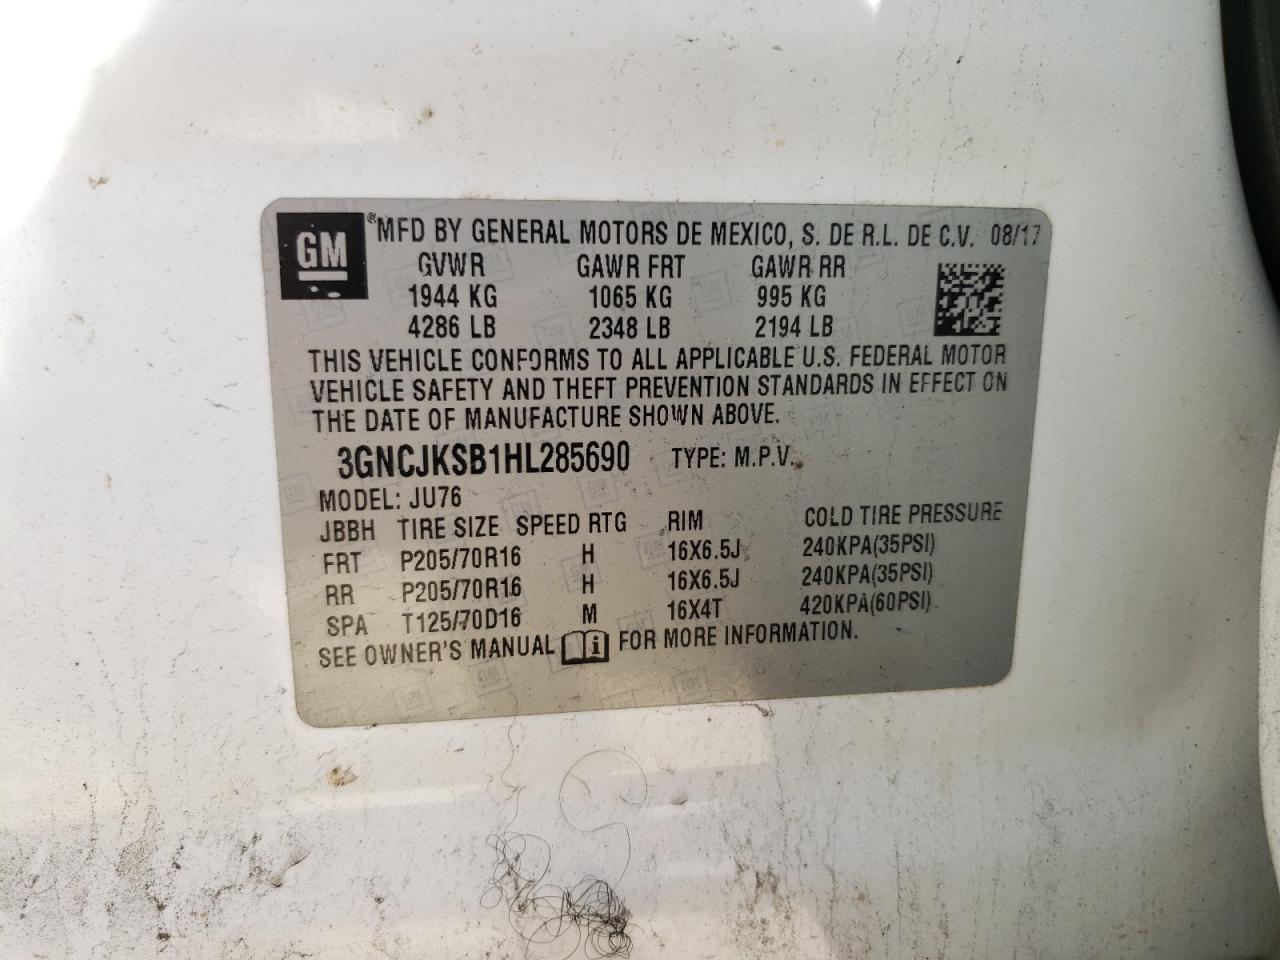 GM ®MFD BY GENERAL MOTORS DE MEXICO, S. DE R.L. DE C.V. 08/17
GVWR GAWR FRT GAWR RR
1944 KG 1065 KG 995 KG
4286 LB 2348 LB 2194 LB
THIS VEHICLE CONFORMS TO ALL APPLICABLE U.S. FEDERAL MOTOR
VEHICLE SAFETY AND THEFT PREVENTION STANDARDS IN EFFECT ON
THE DATE OF MANUFACTURE SHOWN ABOVE.
3GNCJKSB1HL285690 TYPE: M.P.V.
MODEL: JU76
JBBH TIRE SIZE SPEED RTG RIM COLD TIRE PRESSURE
FRT P205/70R16 H 16X6.5J 240KPA(35PSI)
RR P205/70R16 H 16X6.5J 240KPA(35PSI)
SPA T125/70D16 M 16X4T 420KPA(60PSI)
SEE OWNER'S MANUAL i FOR MORE INFORMATION.